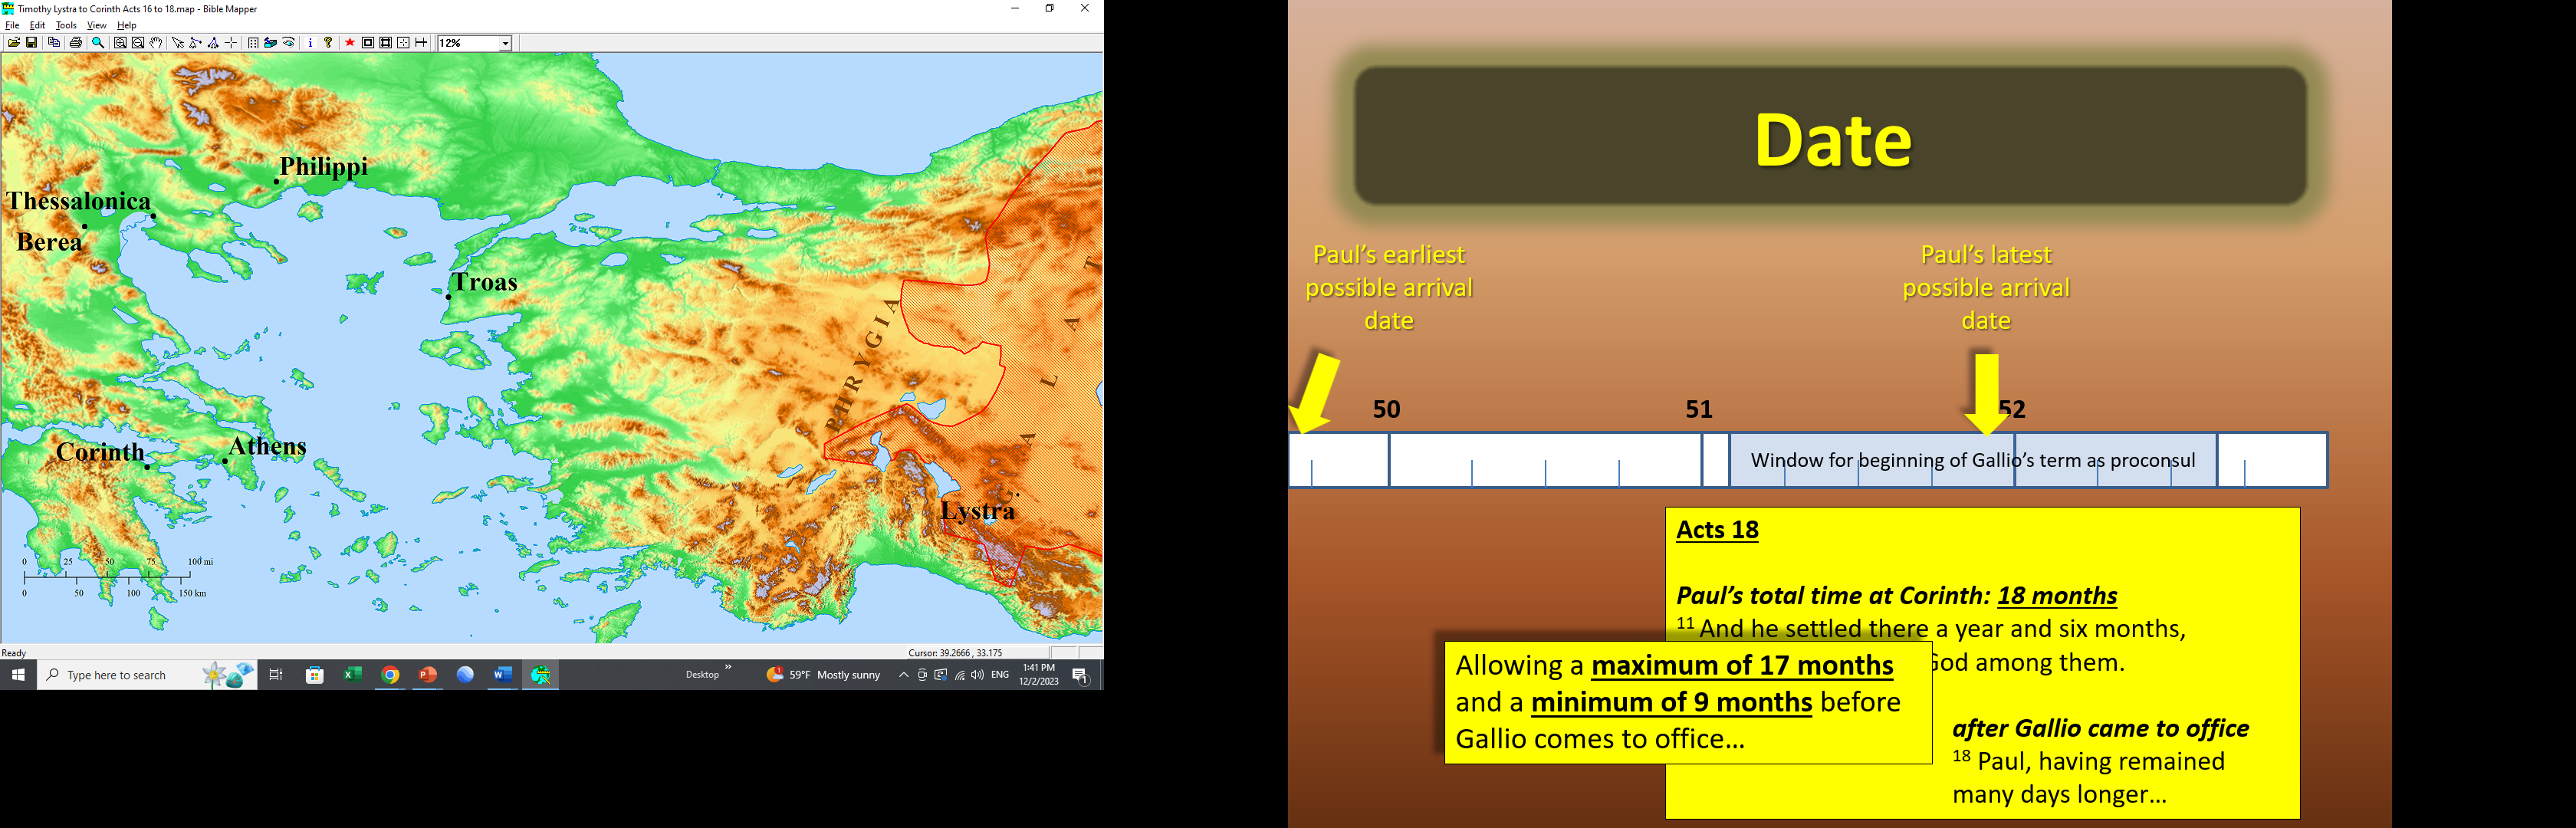 Timothy Lystra to Corinth Acts 16 to 18.map - Bible Mapper
File Edit Tools View Help
12%
Philippi
Thessalonica
Berea
Troas
PHRYGIA
G.
A
L
A
T
Corinth
Athens
Lystra
0 25 50 75 100 mi
0 50 100 150 km
Ready
Cursor: 39.2666 , 33.175
Type here to search
Desktop
»
59°F Mostly sunny
ENG
1:41 PM
12/2/2023
1
Date
Paul's earliest
possible arrival
date
Paul's latest
possible arrival
date
50
51
52
Window for beginning of Gallio's term as proconsul
Acts 18
Paul's total time at Corinth: 18 months
11 And he settled there a year and six months,
God among them.
Allowing a maximum of 17 months
and a minimum of 9 months before
Gallio comes to office…
after Gallio came to office
18 Paul, having remained
many days longer…